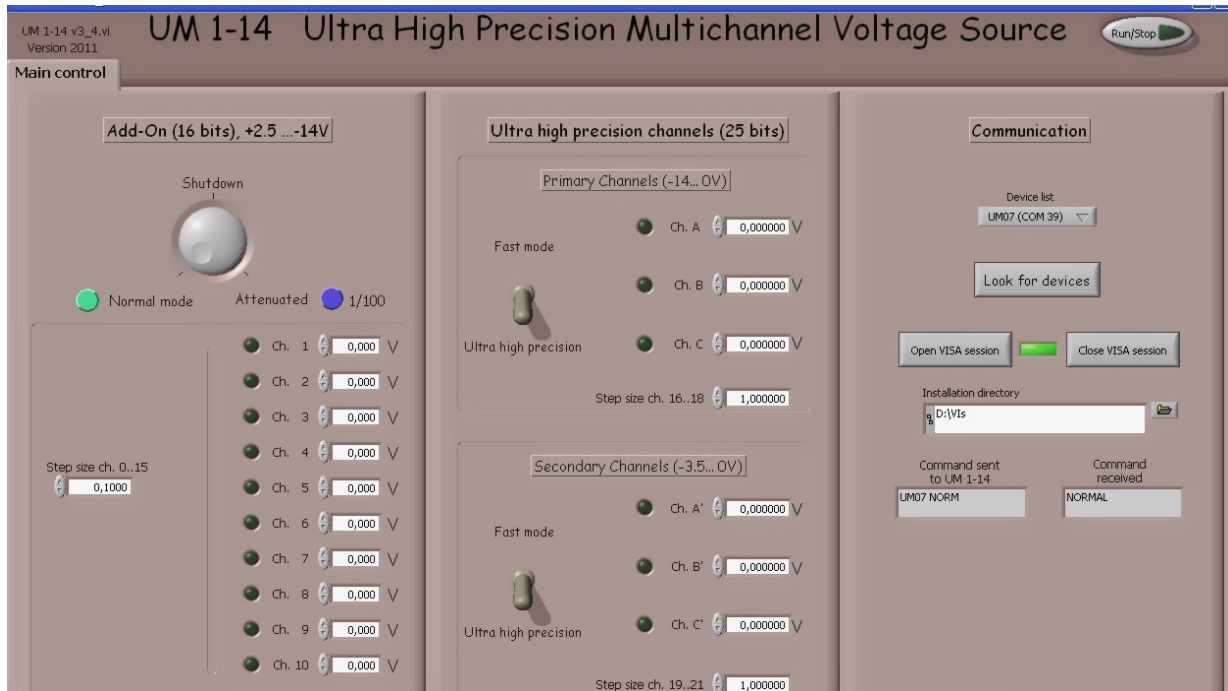 UM 1-14 v3_4.vi
Version 2011
UM 1-14 Ultra High Precision Multichannel Voltage Source
Run/Stop
Main control
Add-On (16 bits), +2.5 ...-14V
Shutdown
Normal mode
Attenuated 1/100
Step size ch. 0..15
0,1000
Ch. 1 0,000 V
Ch. 2 0,000 V
Ch. 3 0,000 V
Ch. 4 0,000 V
Ch. 5 0,000 V
Ch. 6 0,000 V
Ch. 7 0,000 V
Ch. 8 0,000 V
Ch. 9 0,000 V
Ch. 10 0,000 V
Ultra high precision channels (25 bits)
Primary Channels (-14... 0V)
Fast mode
Ultra high precision
Ch. A 0,000000 V
Ch. B 0,000000 V
Ch. C 0,000000 V
Step size ch. 16..18 1,000000
Secondary Channels (-3.5... 0V)
Fast mode
Ultra high precision
Ch. A' 0,000000 V
Ch. B' 0,000000 V
Ch. C' 0,000000 V
Step size ch. 19..21 1,000000
Communication
Device list
UM07 (COM 39)
Look for devices
Open VISA session
Close VISA session
Installation directory
D:\VIs
Command sent
to UM 1-14
UM07 NORM
Command
received
NORMAL